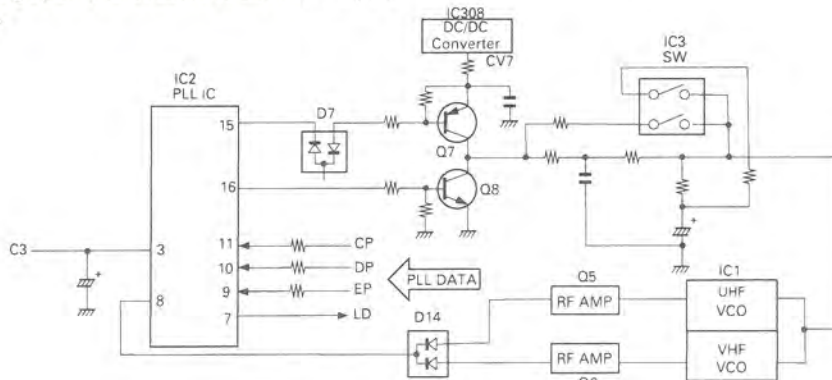 IC308
DC/DC
Converter
CV7
IC3
SW
IC2
PLL IC
D7
15
Q7
16
Q8
C3
3
11
CP
10
DP
PLL DATA
9
EP
8
7
LD
D14
Q5
RF AMP
IC1
UHF
VCO
RF AMP
VHF
VCO